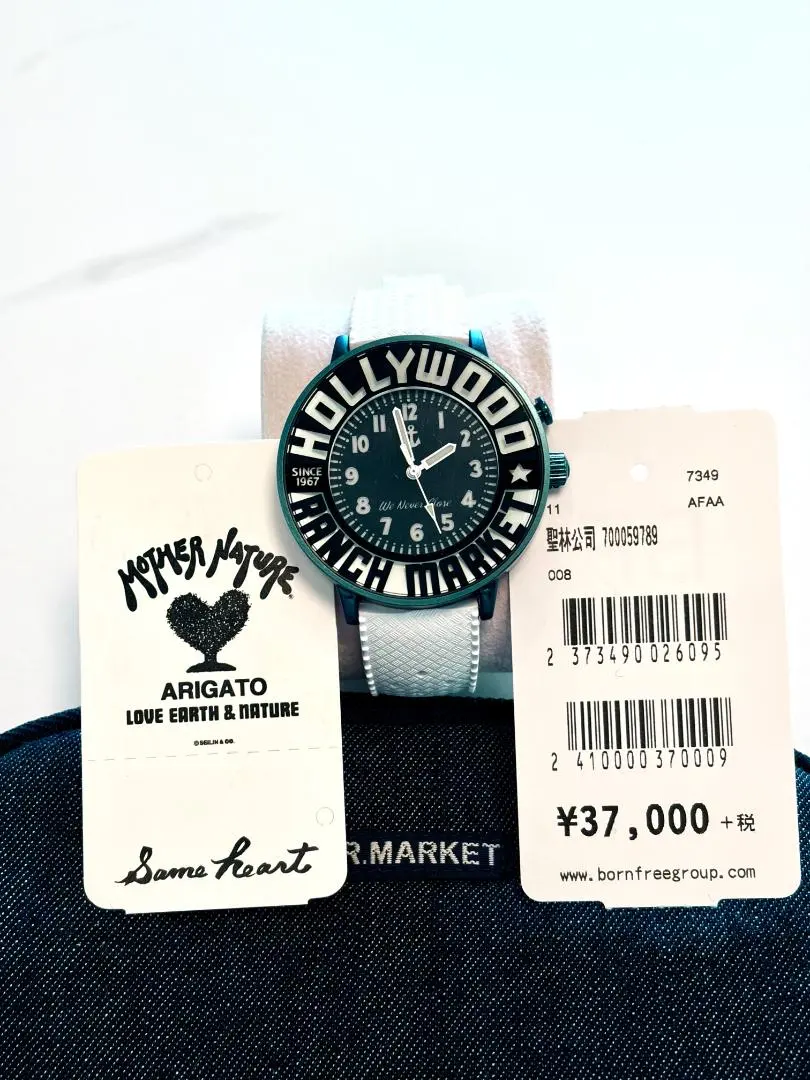 HOLLYWOOD
SINCE
1967
RANCH MARKET
12
1
2
3
5
6
7
8
9
10
11
We Never Close
MOTHER NATURE
ARIGATO
LOVE EARTH & NATURE
© SEILIN & CO.
Same heart
7349
11
AFAA
聖林公司 700059789
008
2 373490 026095
2 410000 370009
¥37,000 +税
www.bornfreegroup.com
R.MARKET